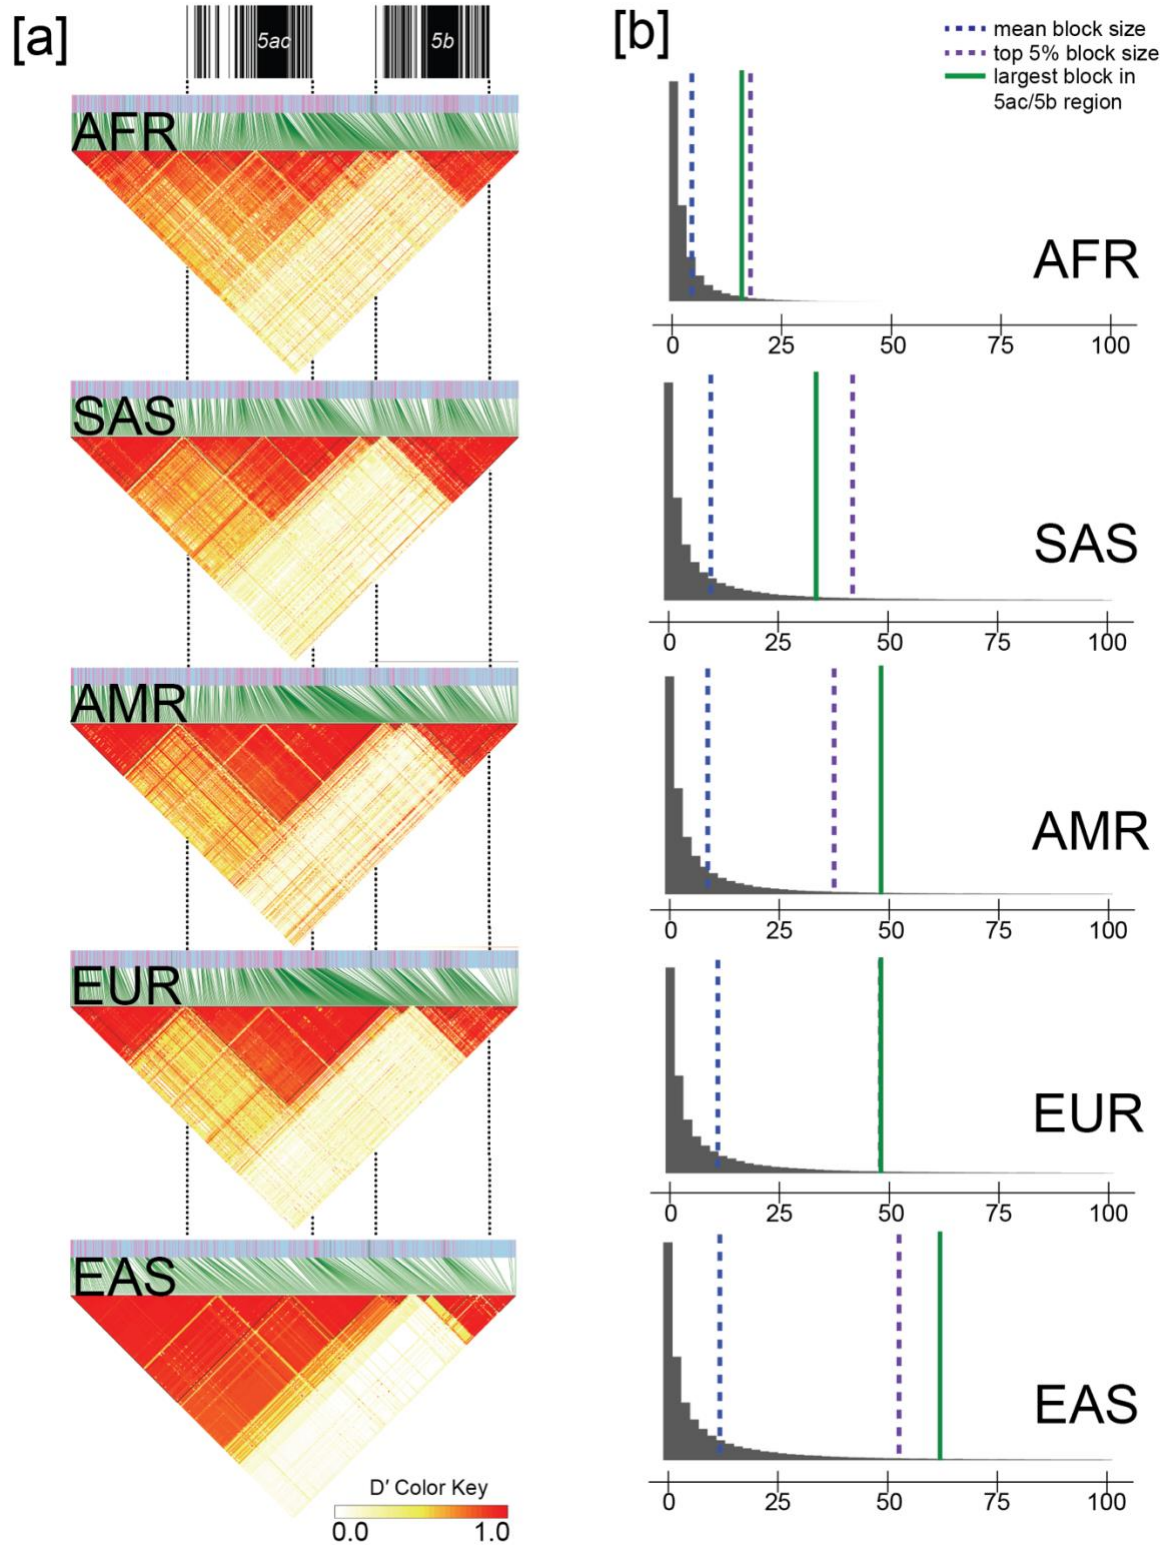 [a]
5ac
5b
AFR
SAS
AMR
EUR
EAS
D′ Color Key
0.0
1.0
[b]
mean block size
top 5% block size
largest block in
5ac/5b region
AFR
0 25 50 75 100
SAS
0 25 50 75 100
AMR
0 25 50 75 100
EUR
0 25 50 75 100
EAS
0 25 50 75 100